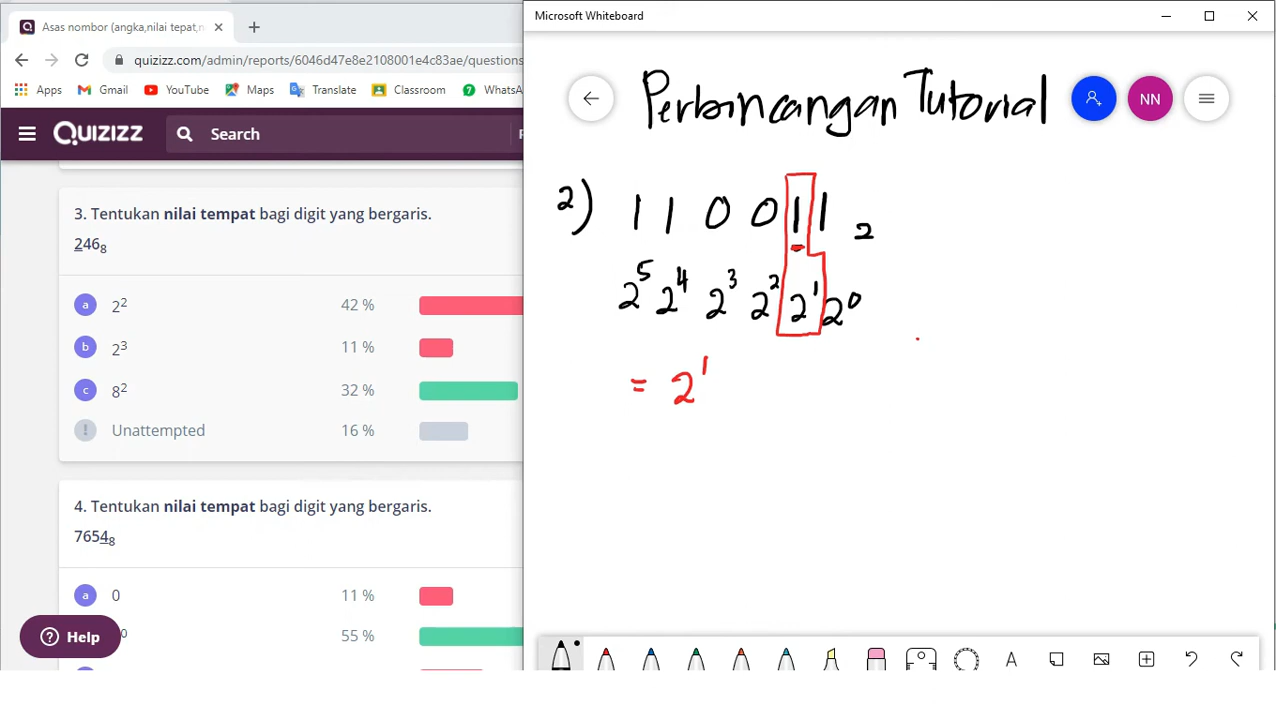 Asas nombor (angka,nilai tepat,n
Microsoft Whiteboard
quizizz.com/admin/reports/6046d47e8e2108001e4c83ae/questions
Apps Gmail YouTube Maps Translate Classroom WhatsA
QUIZIZZ Search
3. Tentukan nilai tempat bagi digit yang bergaris.
246₈
a 2² 42 %
b 2³ 11 %
c 8² 32 %
! Unattempted 16 %
4. Tentukan nilai tempat bagi digit yang bergaris.
7654₈
a 0 11 %
⁰ 55 %
Help
Perbincangan Tutorial
NN
2) 1 1 0 0 1 1 ₂
2⁵ 2⁴ 2³ 2² 2¹ 2⁰
= 2¹
A